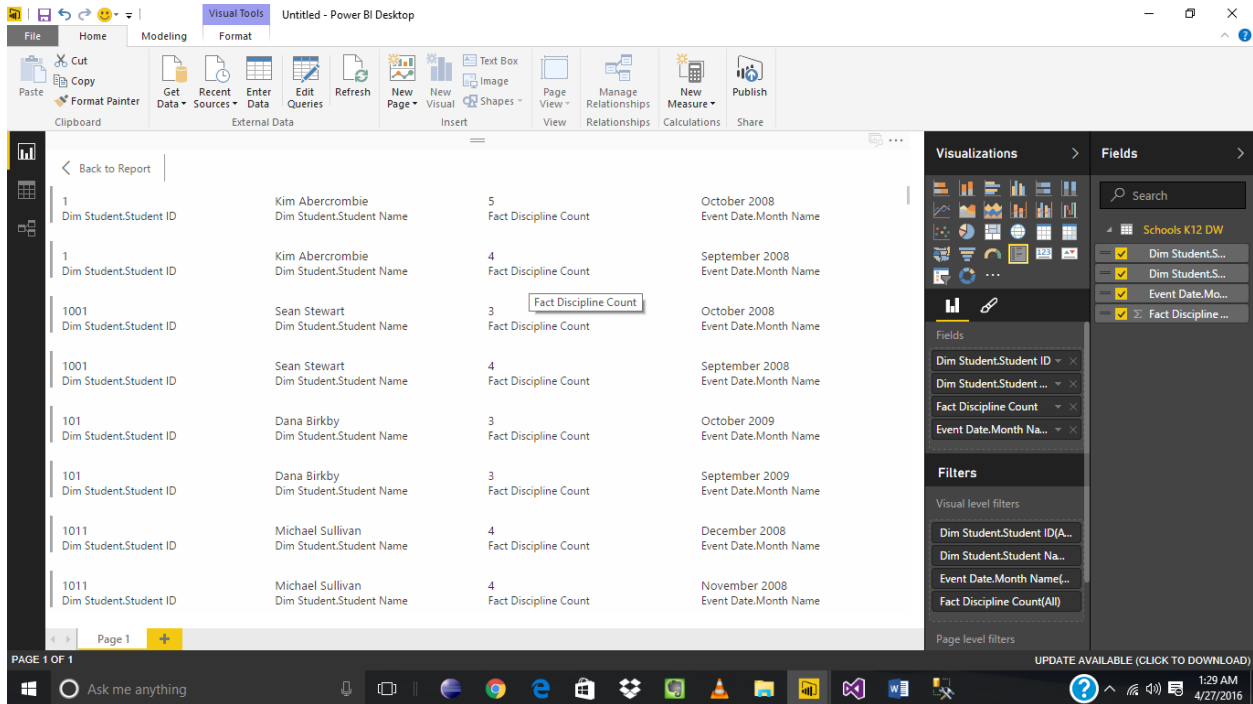 Visual Tools Untitled - Power BI Desktop
File Home Modeling Format
Paste
Cut
Copy
Format Painter
Get Data
Recent Sources
Enter Data
Edit Queries
Refresh
New Page
New Visual
Text Box
Image
Shapes
Page View
Manage Relationships
New Measure
Publish
Clipboard External Data Insert View Relationships Calculations Share
Back to Report
1 Kim Abercrombie 5 October 2008
Dim Student.Student ID Dim Student.Student Name Fact Discipline Count Event Date.Month Name
1 Kim Abercrombie 4 September 2008
Dim Student.Student ID Dim Student.Student Name Fact Discipline Count Event Date.Month Name
Fact Discipline Count
1001 Sean Stewart 3 October 2008
Dim Student.Student ID Dim Student.Student Name Fact Discipline Count Event Date.Month Name
1001 Sean Stewart 4 September 2008
Dim Student.Student ID Dim Student.Student Name Fact Discipline Count Event Date.Month Name
101 Dana Birkby 3 October 2009
Dim Student.Student ID Dim Student.Student Name Fact Discipline Count Event Date.Month Name
101 Dana Birkby 3 September 2009
Dim Student.Student ID Dim Student.Student Name Fact Discipline Count Event Date.Month Name
1011 Michael Sullivan 4 December 2008
Dim Student.Student ID Dim Student.Student Name Fact Discipline Count Event Date.Month Name
1011 Michael Sullivan 4 November 2008
Dim Student.Student ID Dim Student.Student Name Fact Discipline Count Event Date.Month Name
Visualizations
123
Fields
Dim Student.Student ID
Dim Student.Student ...
Fact Discipline Count
Event Date.Month Na...
Filters
Visual level filters
Dim Student.Student ID(A...
Dim Student.Student Na...
Event Date.Month Name(...
Fact Discipline Count(All)
Page level filters
Fields
Search
Schools K12 DW
Dim Student.S...
Dim Student.S...
Event Date.Mo...
Σ Fact Discipline ...
Page 1
PAGE 1 OF 1 UPDATE AVAILABLE (CLICK TO DOWNLOAD)
Ask me anything
1:29 AM
4/27/2016